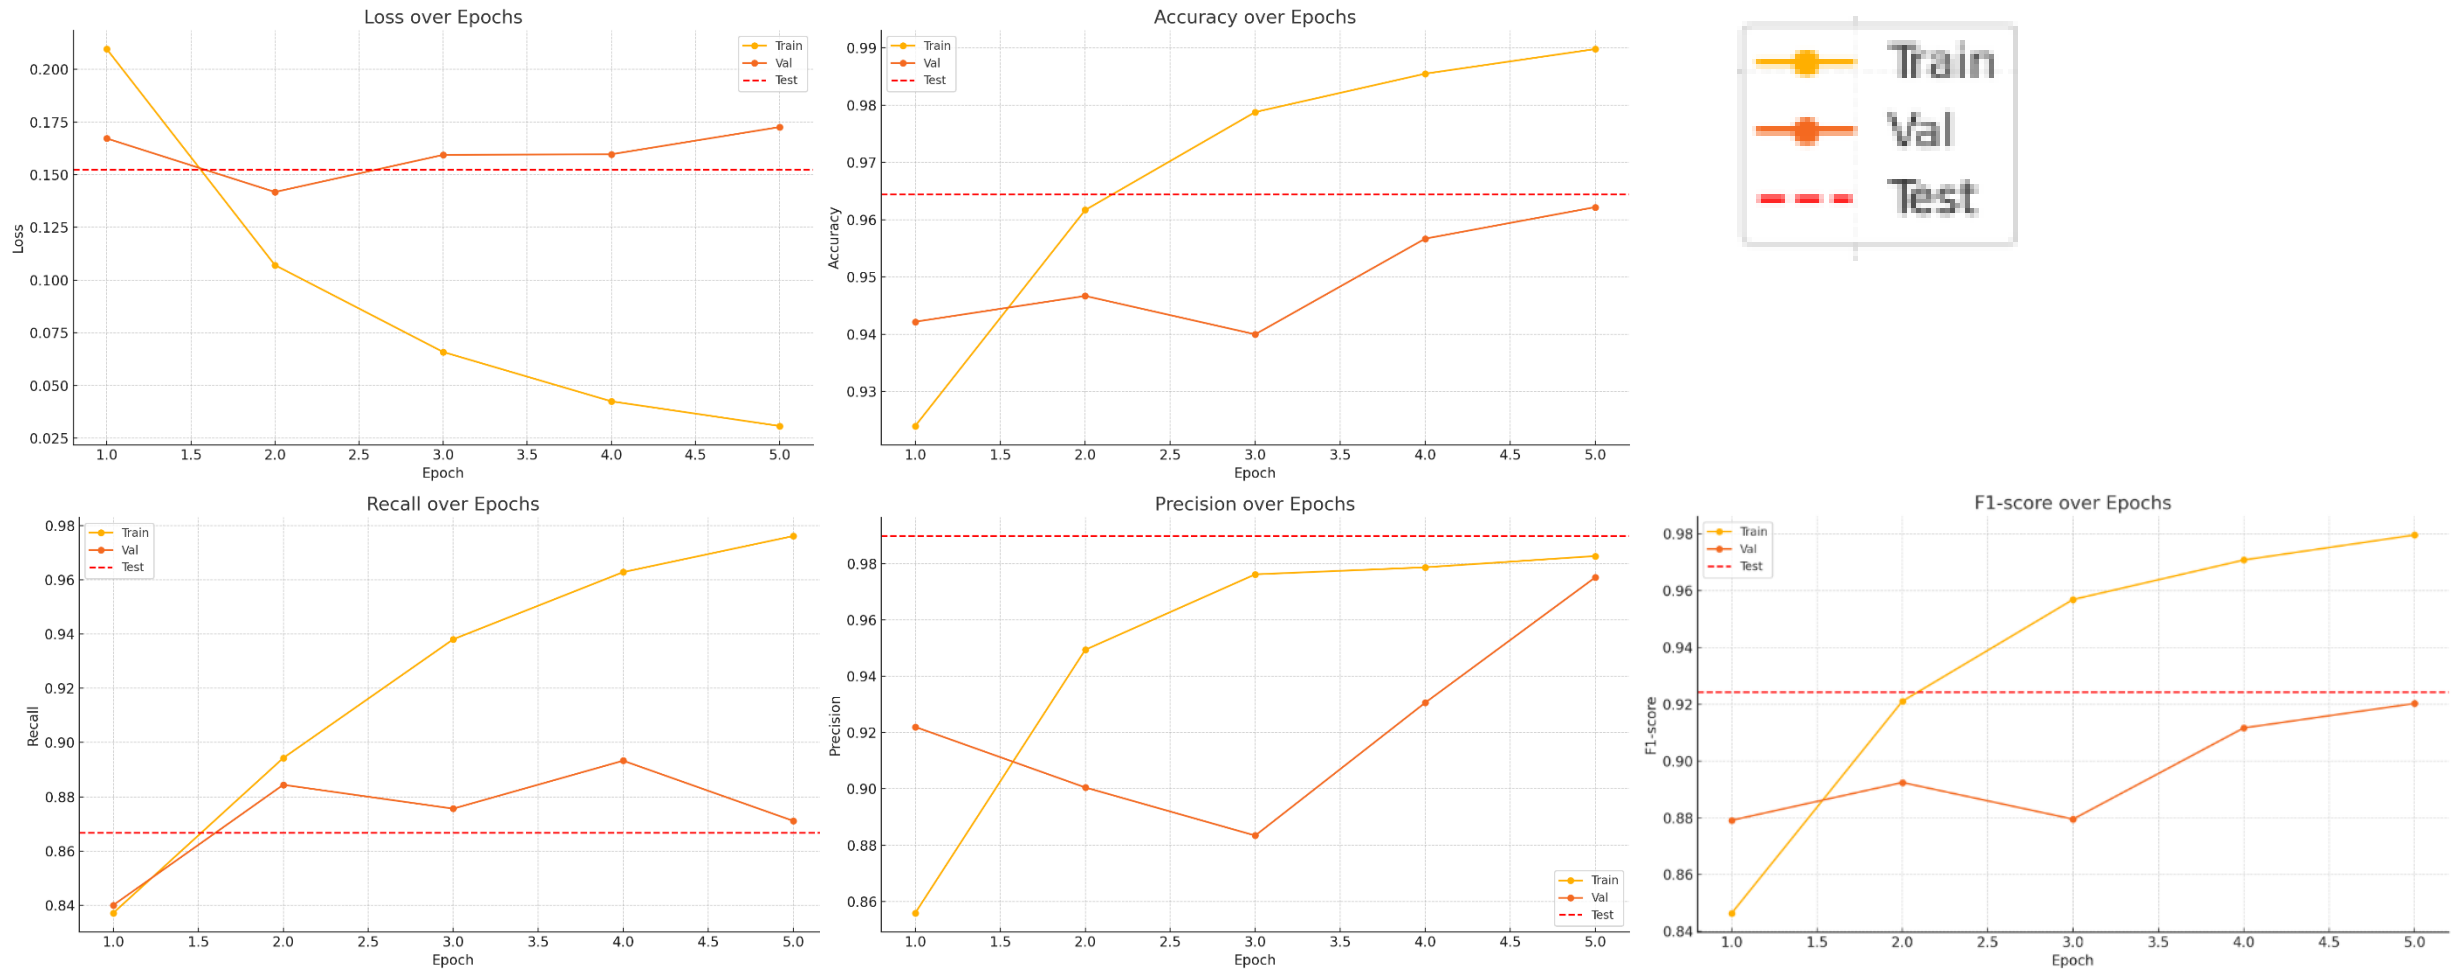 Loss over Epochs
Train
Val
Test
0.200
0.175
0.150
0.125
0.100
0.075
0.050
0.025
Loss
1.0 1.5 2.0 2.5 3.0 3.5 4.0 4.5 5.0
Epoch
Accuracy over Epochs
Train
Val
Test
0.99
0.98
0.97
0.96
0.95
0.94
0.93
Accuracy
1.0 1.5 2.0 2.5 3.0 3.5 4.0 4.5 5.0
Epoch
Train
Val
Test
Recall over Epochs
Train
Val
Test
0.98
0.96
0.94
0.92
0.90
0.88
0.86
0.84
Recall
1.0 1.5 2.0 2.5 3.0 3.5 4.0 4.5 5.0
Epoch
Precision over Epochs
0.98
0.96
0.94
0.92
0.90
0.88
0.86
Precision
Train
Val
Test
1.0 1.5 2.0 2.5 3.0 3.5 4.0 4.5 5.0
Epoch
F1-score over Epochs
Train
Val
Test
0.98
0.96
0.94
0.92
0.90
0.88
0.86
0.84
F1-score
1.0 1.5 2.0 2.5 3.0 3.5 4.0 4.5 5.0
Epoch